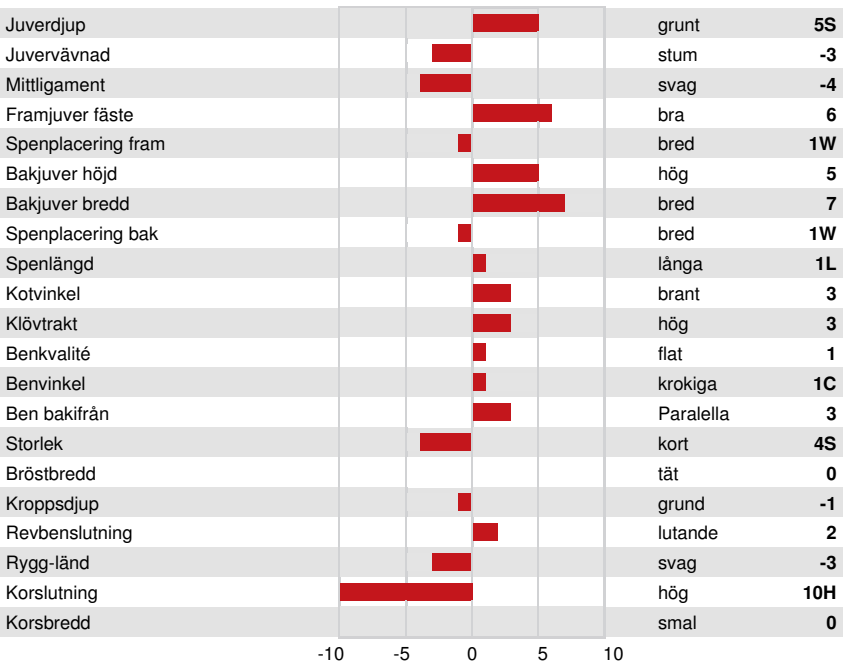 Juverdjup grunt 5S
Juvervävnad stum -3
Mittligament svag -4
Framjuver fäste bra 6
Spenplacering fram bred 1W
Bakjuver höjd hög 5
Bakjuver bredd bred 7
Spenplacering bak bred 1W
Spenlängd långa 1L
Kotvinkel brant 3
Klövtrakt hög 3
Benkvalité flat 1
Benvinkel krokiga 1C
Ben bakifrån Paralella 3
Storlek kort 4S
Bröstbredd tät 0
Kroppsdjup grund -1
Revbenslutning lutande 2
Rygg-länd svag -3
Korslutning hög 10H
Korsbredd smal 0
-10 -5 0 5 10